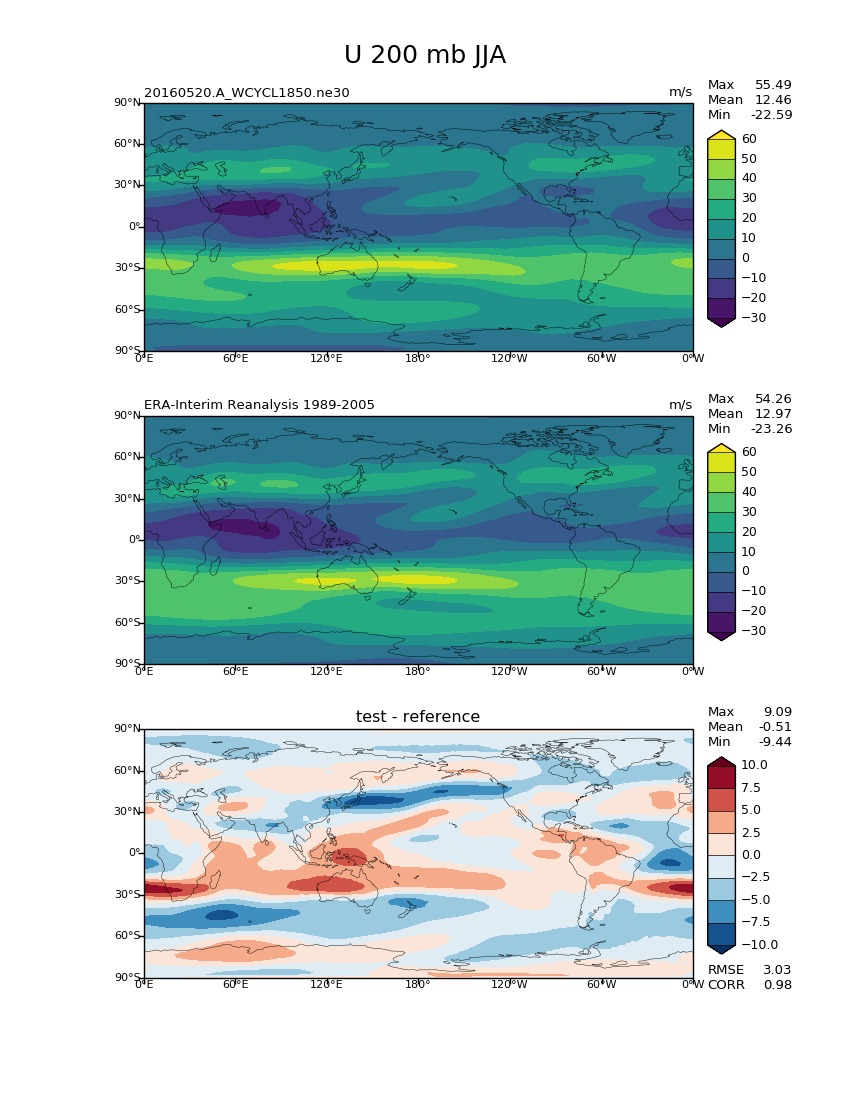 U 200 mb JJA
20160520.A_WCYCL1850.ne30
m/s
Max 55.49
Mean 12.46
Min -22.59
90°N
60°N
30°N
0°
30°S
60°S
90°S
0°E 60°E 120°E 180° 120°W 60°W 0°W
60
50
40
30
20
10
0
−10
−20
−30
ERA-Interim Reanalysis 1989-2005
m/s
Max 54.26
Mean 12.97
Min -23.26
90°N
60°N
30°N
0°
30°S
60°S
90°S
0°E 60°E 120°E 180° 120°W 60°W 0°W
60
50
40
30
20
10
0
−10
−20
−30
test - reference
Max 9.09
Mean -0.51
Min -9.44
90°N
60°N
30°N
0°
30°S
60°S
90°S
0°E 60°E 120°E 180° 120°W 60°W 0°W
10.0
7.5
5.0
2.5
0.0
−2.5
−5.0
−7.5
−10.0
RMSE 3.03
CORR 0.98